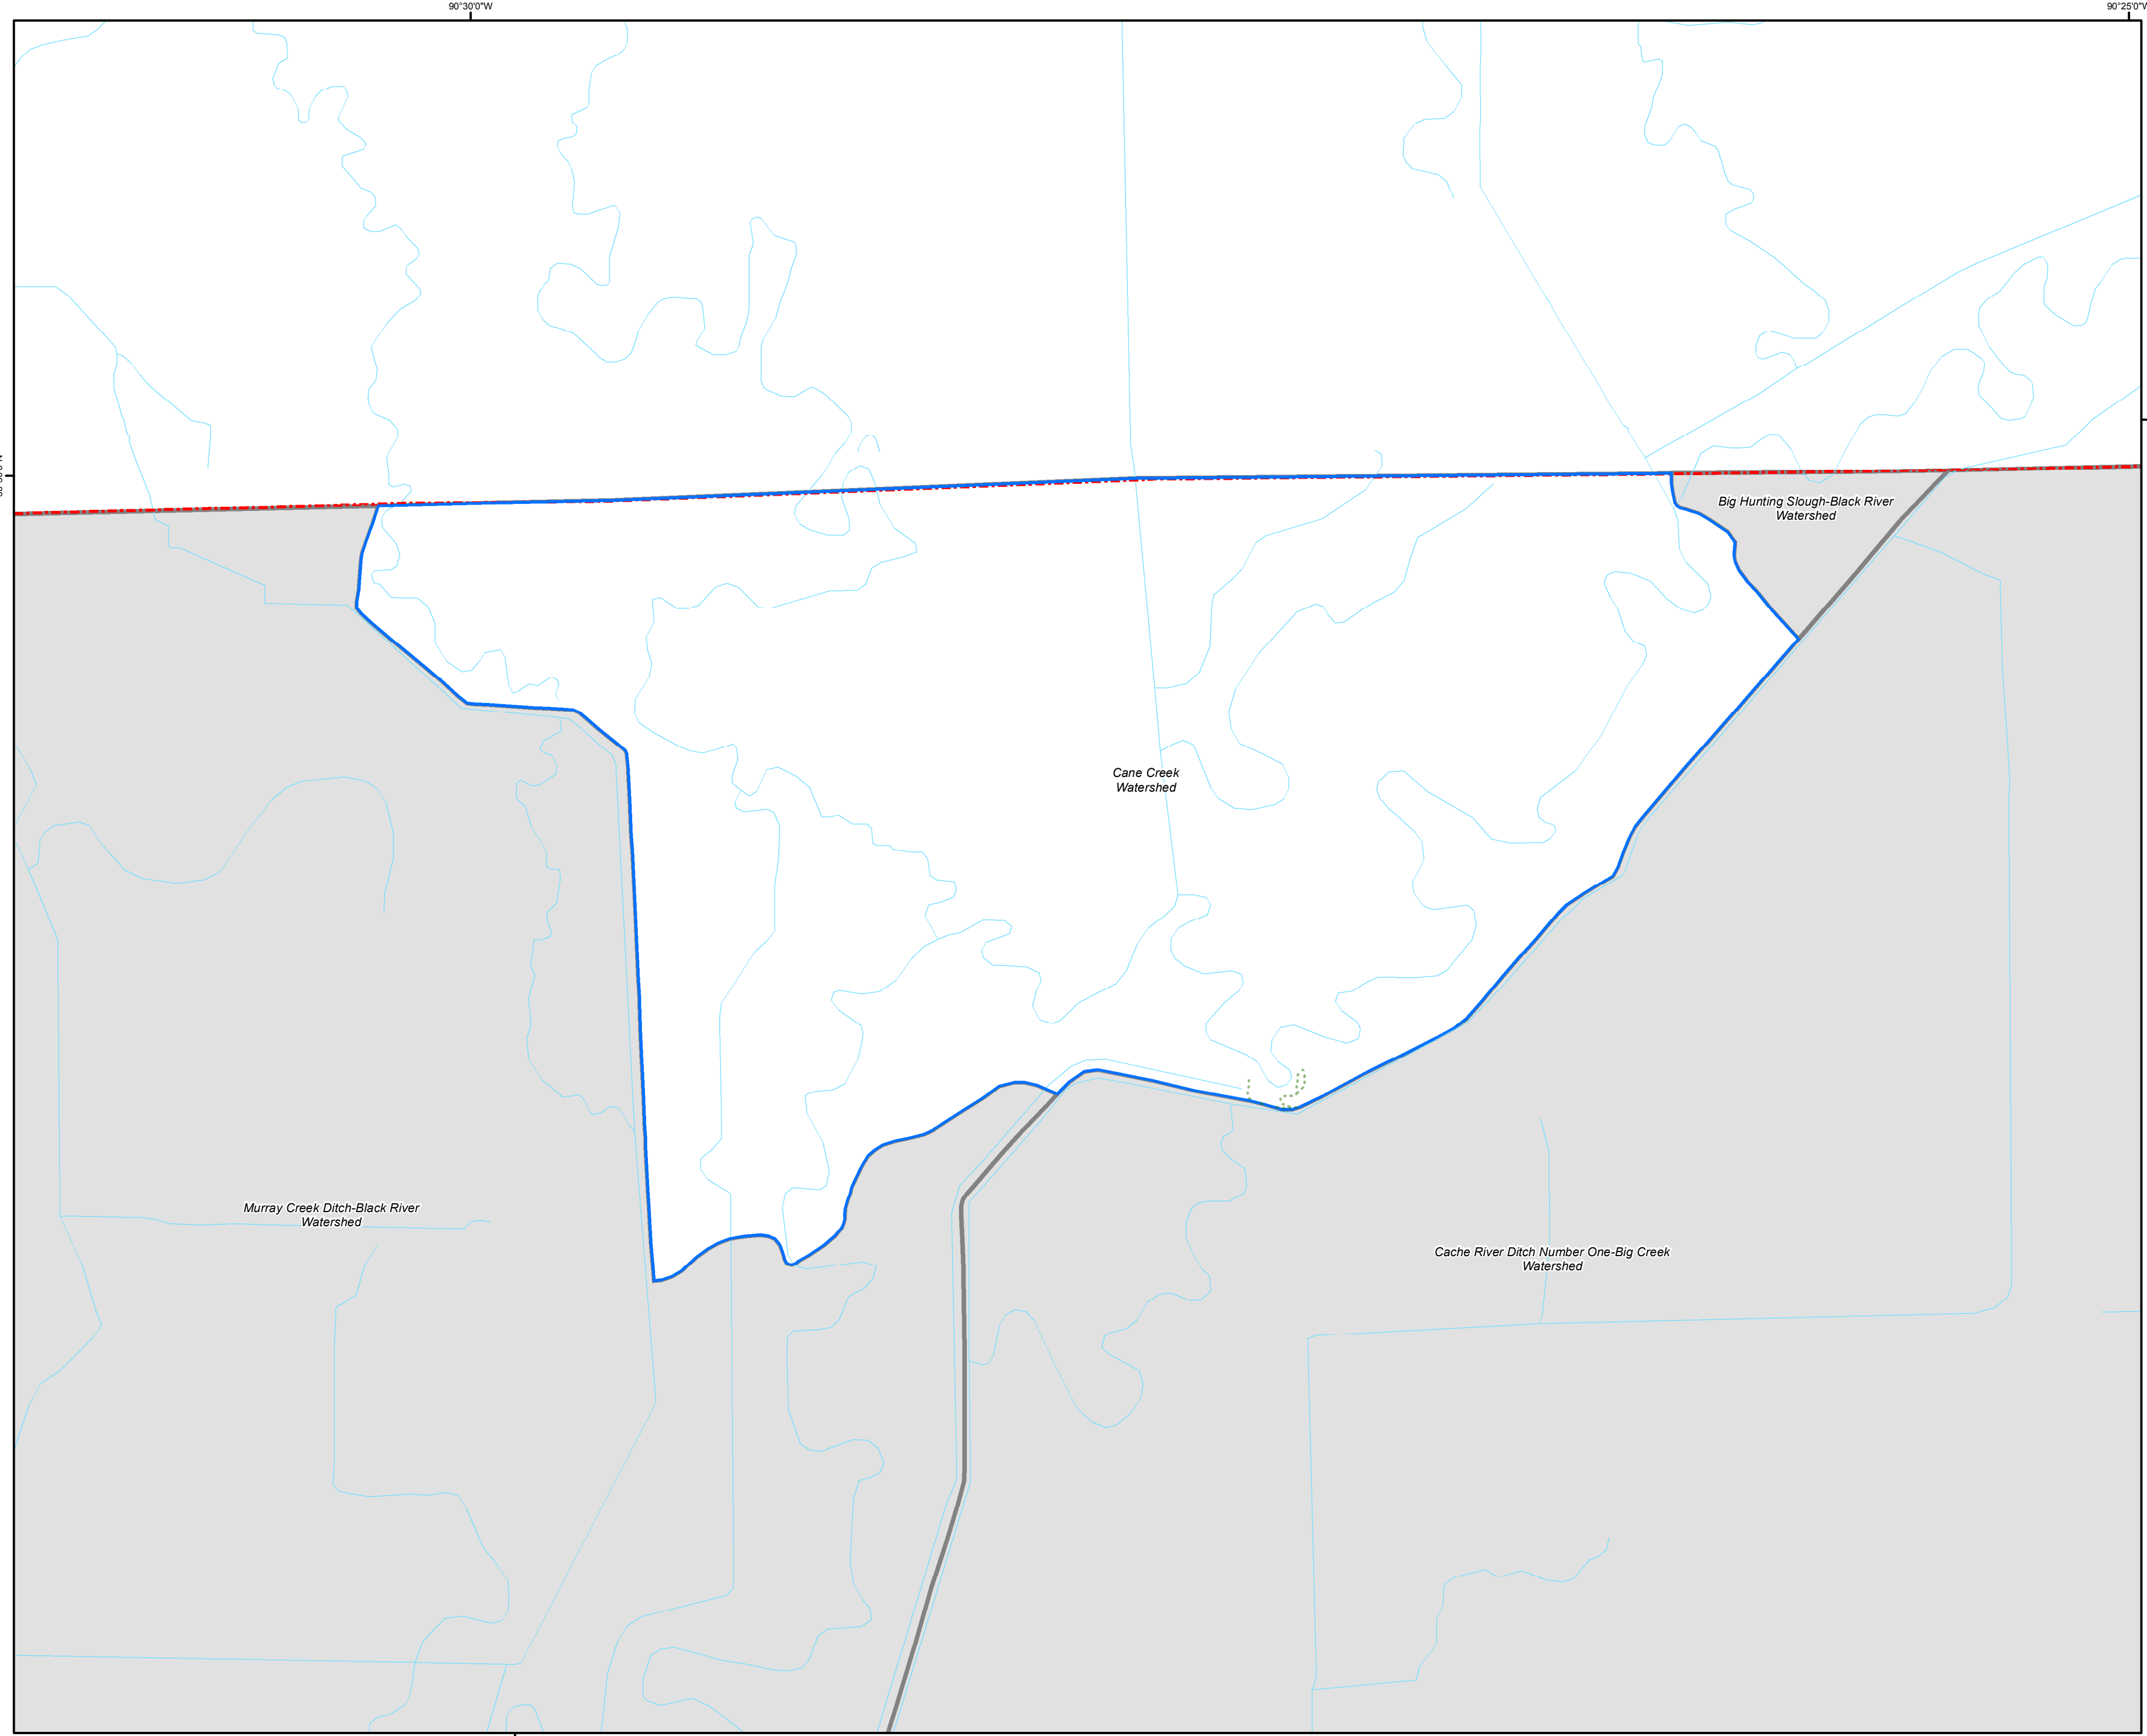 90°30'0"W
90°25'0"W
Big Hunting Slough-Black River
Watershed
Cane Creek
Watershed
Murray Creek Ditch-Black River
Watershed
Cache River Ditch Number One-Big Creek
Watershed